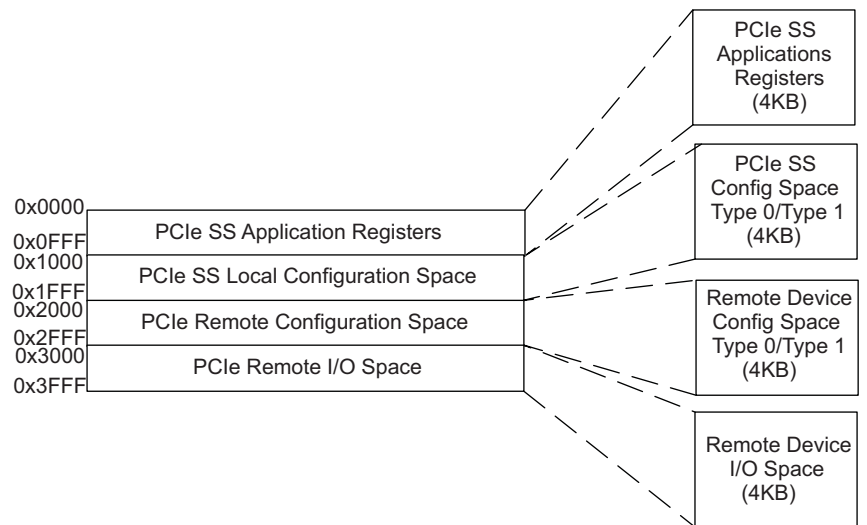 0x0000
PCIe SS Application Registers
0x0FFF
0x1000
PCIe SS Local Configuration Space
0x1FFF
0x2000
PCIe Remote Configuration Space
0x2FFF
0x3000
PCIe Remote I/O Space
0x3FFF
PCIe SS
Applications
Registers
(4KB)
PCIe SS
Config Space
Type 0/Type 1
(4KB)
Remote Device
Config Space
Type 0/Type 1
(4KB)
Remote Device
I/O Space
(4KB)